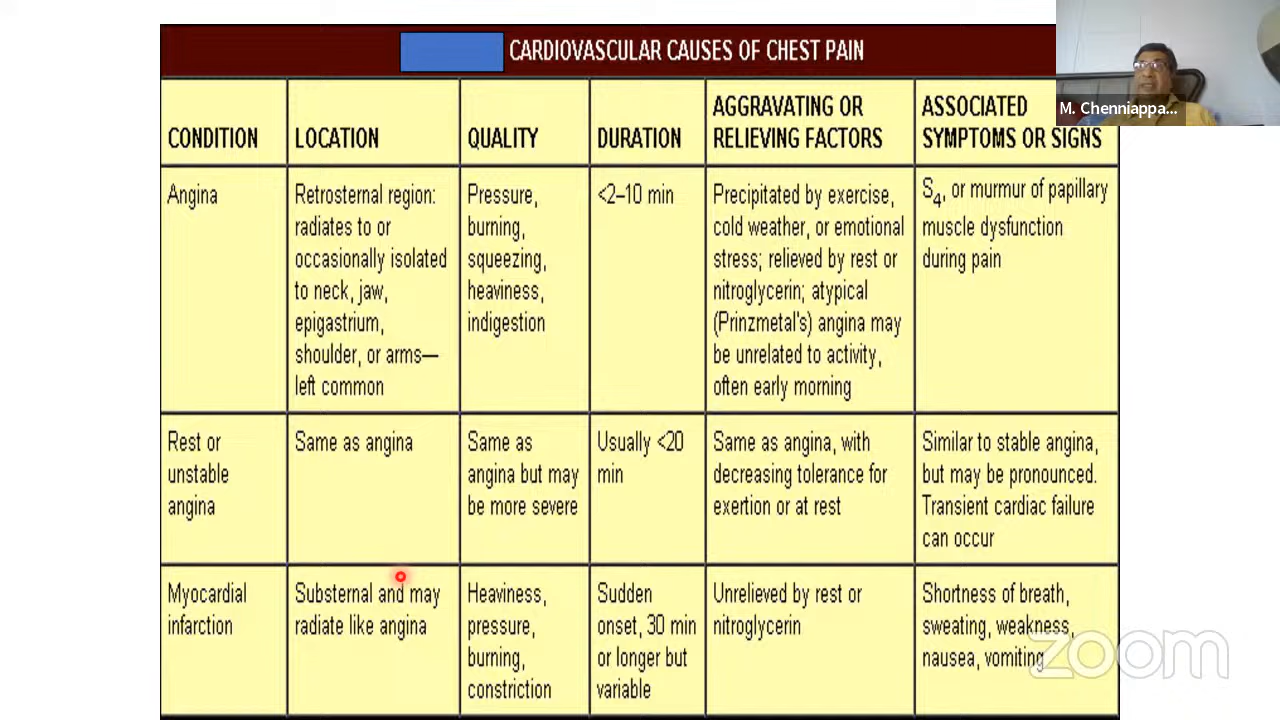 CARDIOVASCULAR CAUSES OF CHEST PAIN
M. Chenniappa...
CONDITION
LOCATION
QUALITY
DURATION
AGGRAVATING OR
RELIEVING FACTORS
ASSOCIATED
SYMPTOMS OR SIGNS
Angina
Retrosternal region:
radiates to or
occasionally isolated
to neck, jaw,
epigastrium,
shoulder, or arms—
left common
Pressure,
burning,
squeezing,
heaviness,
indigestion
<2–10 min
Precipitated by exercise,
cold weather, or emotional
stress; relieved by rest or
nitroglycerin; atypical
(Prinzmetal's) angina may
be unrelated to activity,
often early morning
S4, or murmur of papillary
muscle dysfunction
during pain
Rest or
unstable
angina
Same as angina
Same as
angina but may
be more severe
Usually <20
min
Same as angina, with
decreasing tolerance for
exertion or at rest
Similar to stable angina,
but may be pronounced.
Transient cardiac failure
can occur
Myocardial
infarction
Substernal and may
radiate like angina
Heaviness,
pressure,
burning,
constriction
Sudden
onset, 30 min
or longer but
variable
Unrelieved by rest or
nitroglycerin
Shortness of breath,
sweating, weakness,
nausea, vomiting
zoom